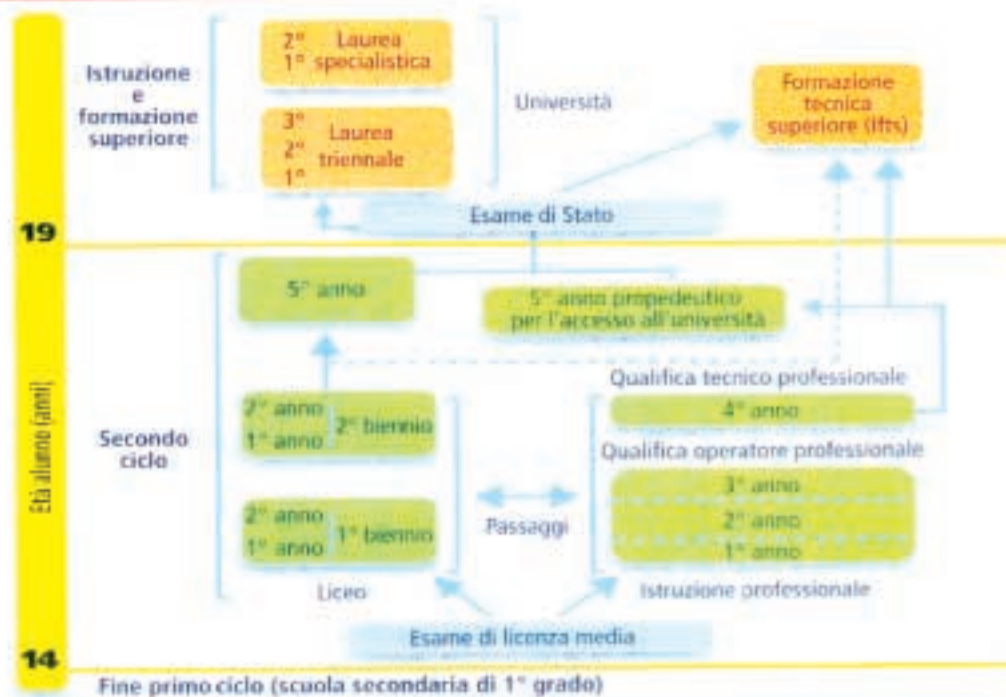 Istruzione
e
formazione
superiore
2° Laurea
1° specialistica
3°
2° Laurea
1° triennale
Università
Formazione
tecnica
superiore (Ifts)
Esame di Stato
19
5° anno
5° anno propedeutico
per l'accesso all'università
Età alunno (anni)
Secondo
ciclo
2° anno
1° anno
2° biennio
2° anno
1° anno
1° biennio
Liceo
Passaggi
Qualifica tecnico professionale
4° anno
Qualifica operatore professionale
3° anno
2° anno
1° anno
Istruzione professionale
Esame di licenza media
14
Fine primo ciclo (scuola secondaria di 1° grado)